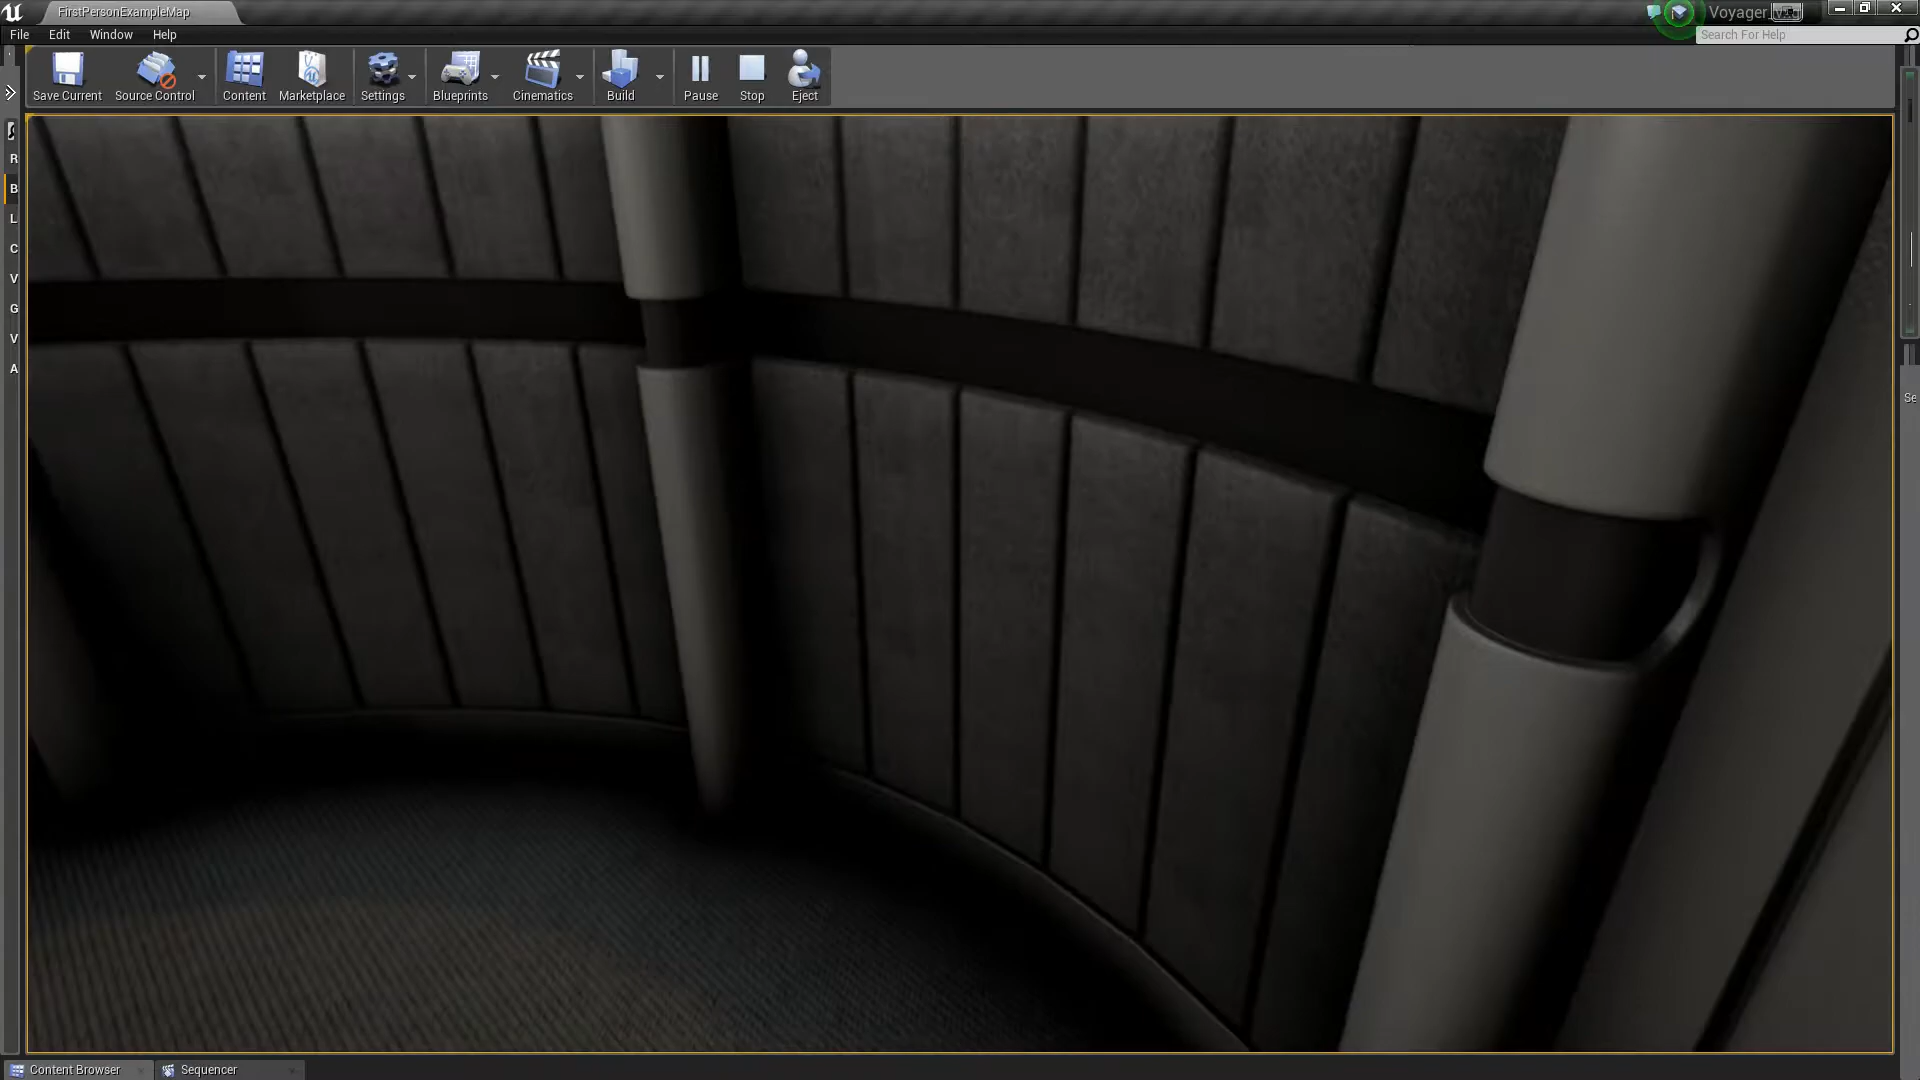 FirstPersonExampleMap
Voyager
File Edit Window Help
Search For Help
Save Current Source Control Content Marketplace Settings Blueprints Cinematics Build Pause Stop Eject
R
B
L
C
V
G
V
A
Se
Content Browser Sequencer